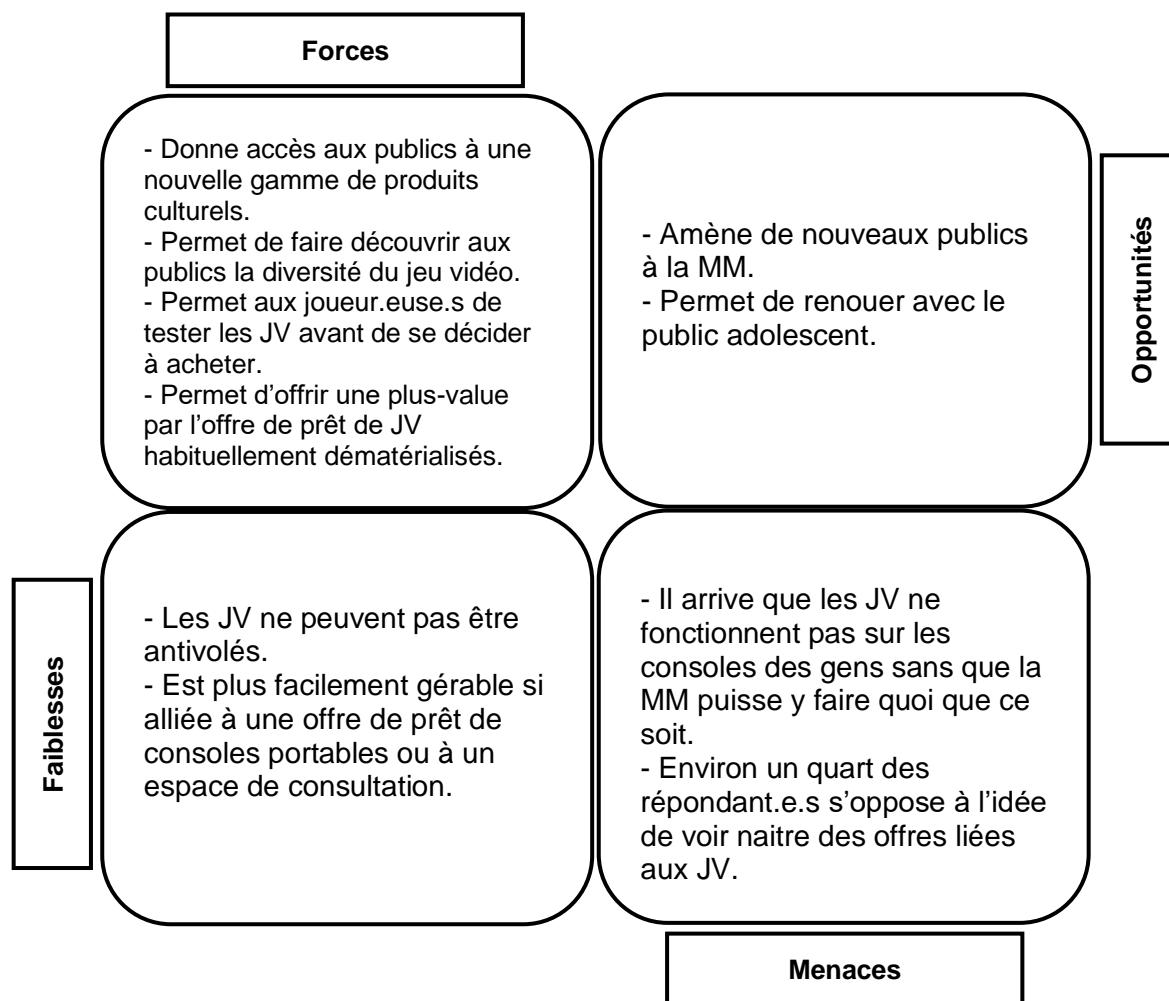 Forces
- Donne accès aux publics à une
nouvelle gamme de produits
culturels.
- Permet de faire découvrir aux
publics la diversité du jeu vidéo.
- Permet aux joueur.euse.s de
tester les JV avant de se décider
à acheter.
- Permet d’offrir une plus-value
par l’offre de prêt de JV
habituellement dématérialisés.
- Amène de nouveaux publics
à la MM.
- Permet de renouer avec le
public adolescent.
Opportunités
Faiblesses
- Les JV ne peuvent pas être
antivolés.
- Est plus facilement gérable si
alliée à une offre de prêt de
consoles portables ou à un
espace de consultation.
- Il arrive que les JV ne
fonctionnent pas sur les
consoles des gens sans que la
MM puisse y faire quoi que ce
soit.
- Environ un quart des
répondant.e.s s’oppose à l’idée
de voir naitre des offres liées
aux JV.
Menaces